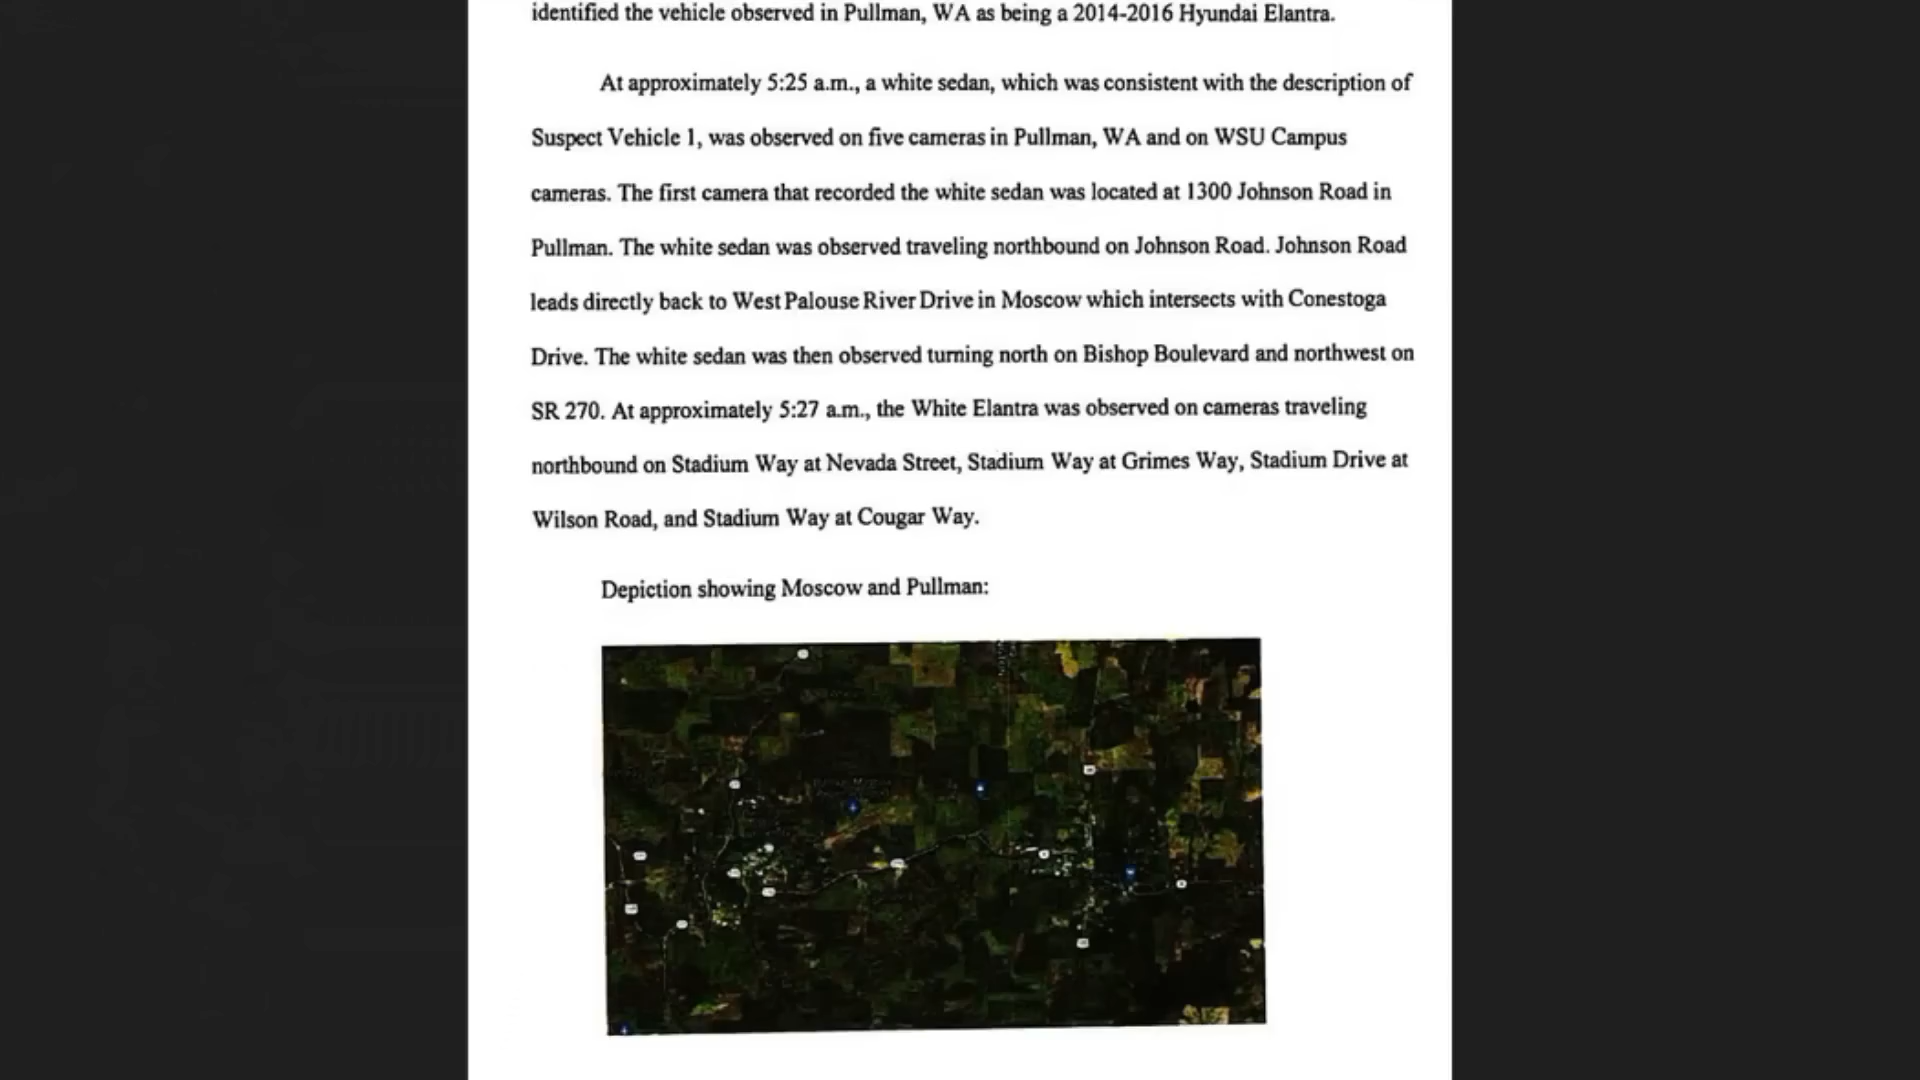 identified the vehicle observed in Pullman, WA as being a 2014-2016 Hyundai Elantra.
At approximately 5:25 a.m., a white sedan, which was consistent with the description of
Suspect Vehicle 1, was observed on five cameras in Pullman, WA and on WSU Campus
cameras. The first camera that recorded the white sedan was located at 1300 Johnson Road in
Pullman. The white sedan was observed traveling northbound on Johnson Road. Johnson Road
leads directly back to West Palouse River Drive in Moscow which intersects with Conestoga
Drive. The white sedan was then observed turning north on Bishop Boulevard and northwest on
SR 270. At approximately 5:27 a.m., the White Elantra was observed on cameras traveling
northbound on Stadium Way at Nevada Street, Stadium Way at Grimes Way, Stadium Drive at
Wilson Road, and Stadium Way at Cougar Way.
Depiction showing Moscow and Pullman: